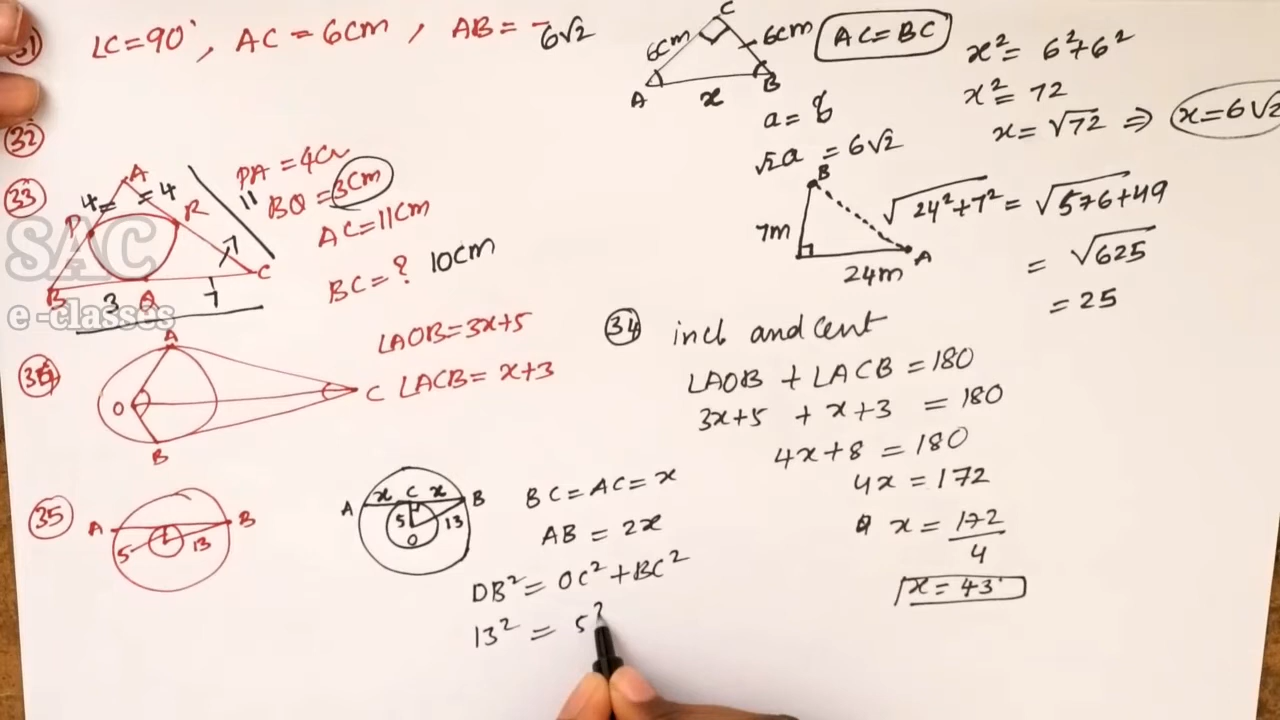 31) ∠C=90°, AC=6cm, AB= 6√2
C
6cm 6cm
A x B
AC=BC
x²= 6²+6²
x²= 72
x= √72 ⇒ x=6√2
a= 6
√2a = 6√2
32
33
A
4 = = 4
P R
7
B 3 Q 7 C
PA=4c
BQ=3cm
AC=11cm
BC=? 10cm
B
7m
24m A
√24²+7² = √576+49
= √625
= 25
SAC
e-classes
34
A
O C
B
∠AOB=3x+5
∠ACB= x+3
34 incl and cent
∠AOB + ∠ACB = 180
3x+5 + x+3 = 180
4x+8 = 180
4x = 172
x = 172/4
x = 43°
35
A B
5 13
A x C x B
5 13
O
BC=AC=x
AB = 2x
OB²= OC²+BC²
13² = 5²